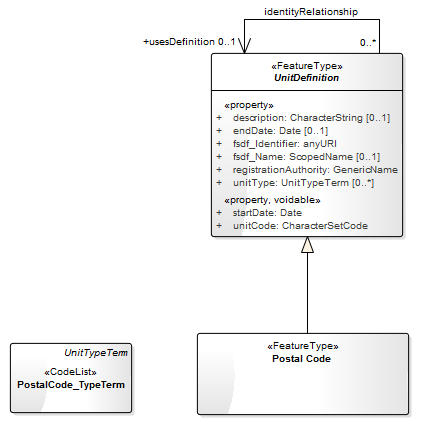 identityRelationship
+usesDefinition 0..1
0..*
«FeatureType»
UnitDefinition
«property»
+ description: CharacterString [0..1]
+ endDate: Date [0..1]
+ fsdf_Identifier: anyURI
+ fsdf_Name: ScopedName [0..1]
+ registrationAuthority: GenericName
+ unitType: UnitTypeTerm [0..*]
«property, voidable»
+ startDate: Date
+ unitCode: CharacterSetCode
UnitTypeTerm
«CodeList»
PostalCode_TypeTerm
«FeatureType»
Postal Code